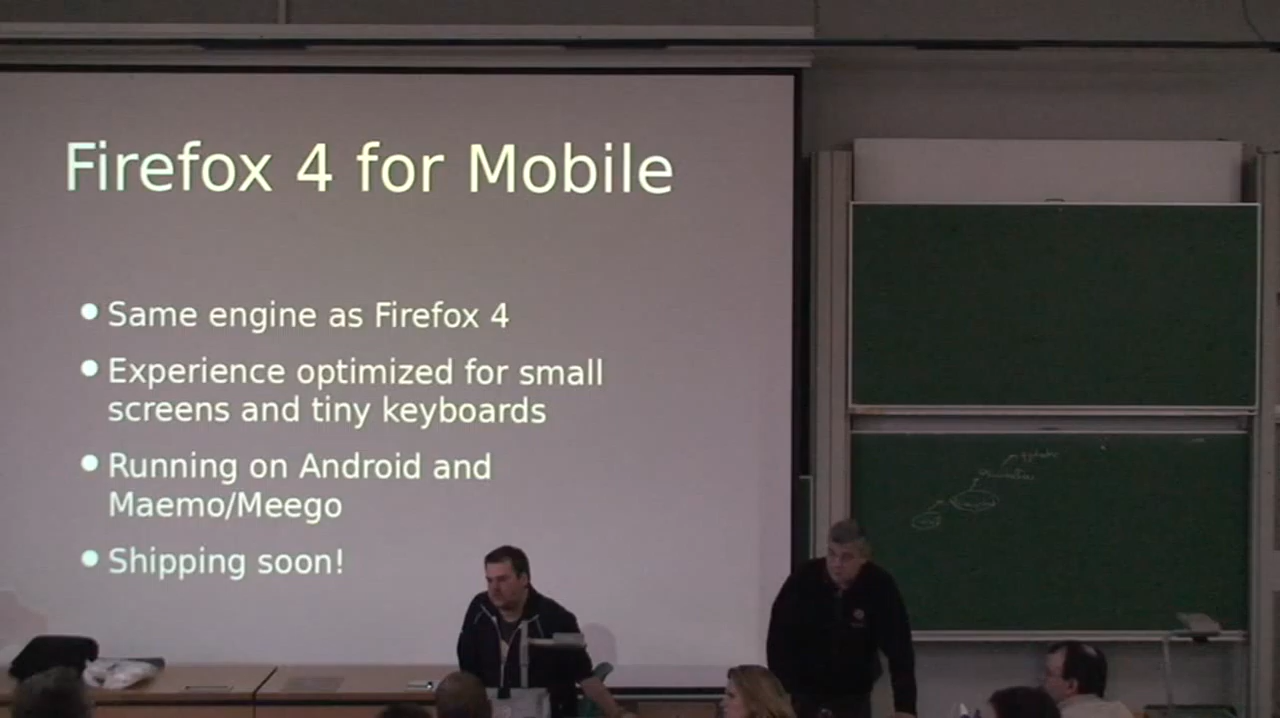 Firefox 4 for Mobile
Same engine as Firefox 4
Experience optimized for small
screens and tiny keyboards
Running on Android and
Maemo/Meego
Shipping soon!